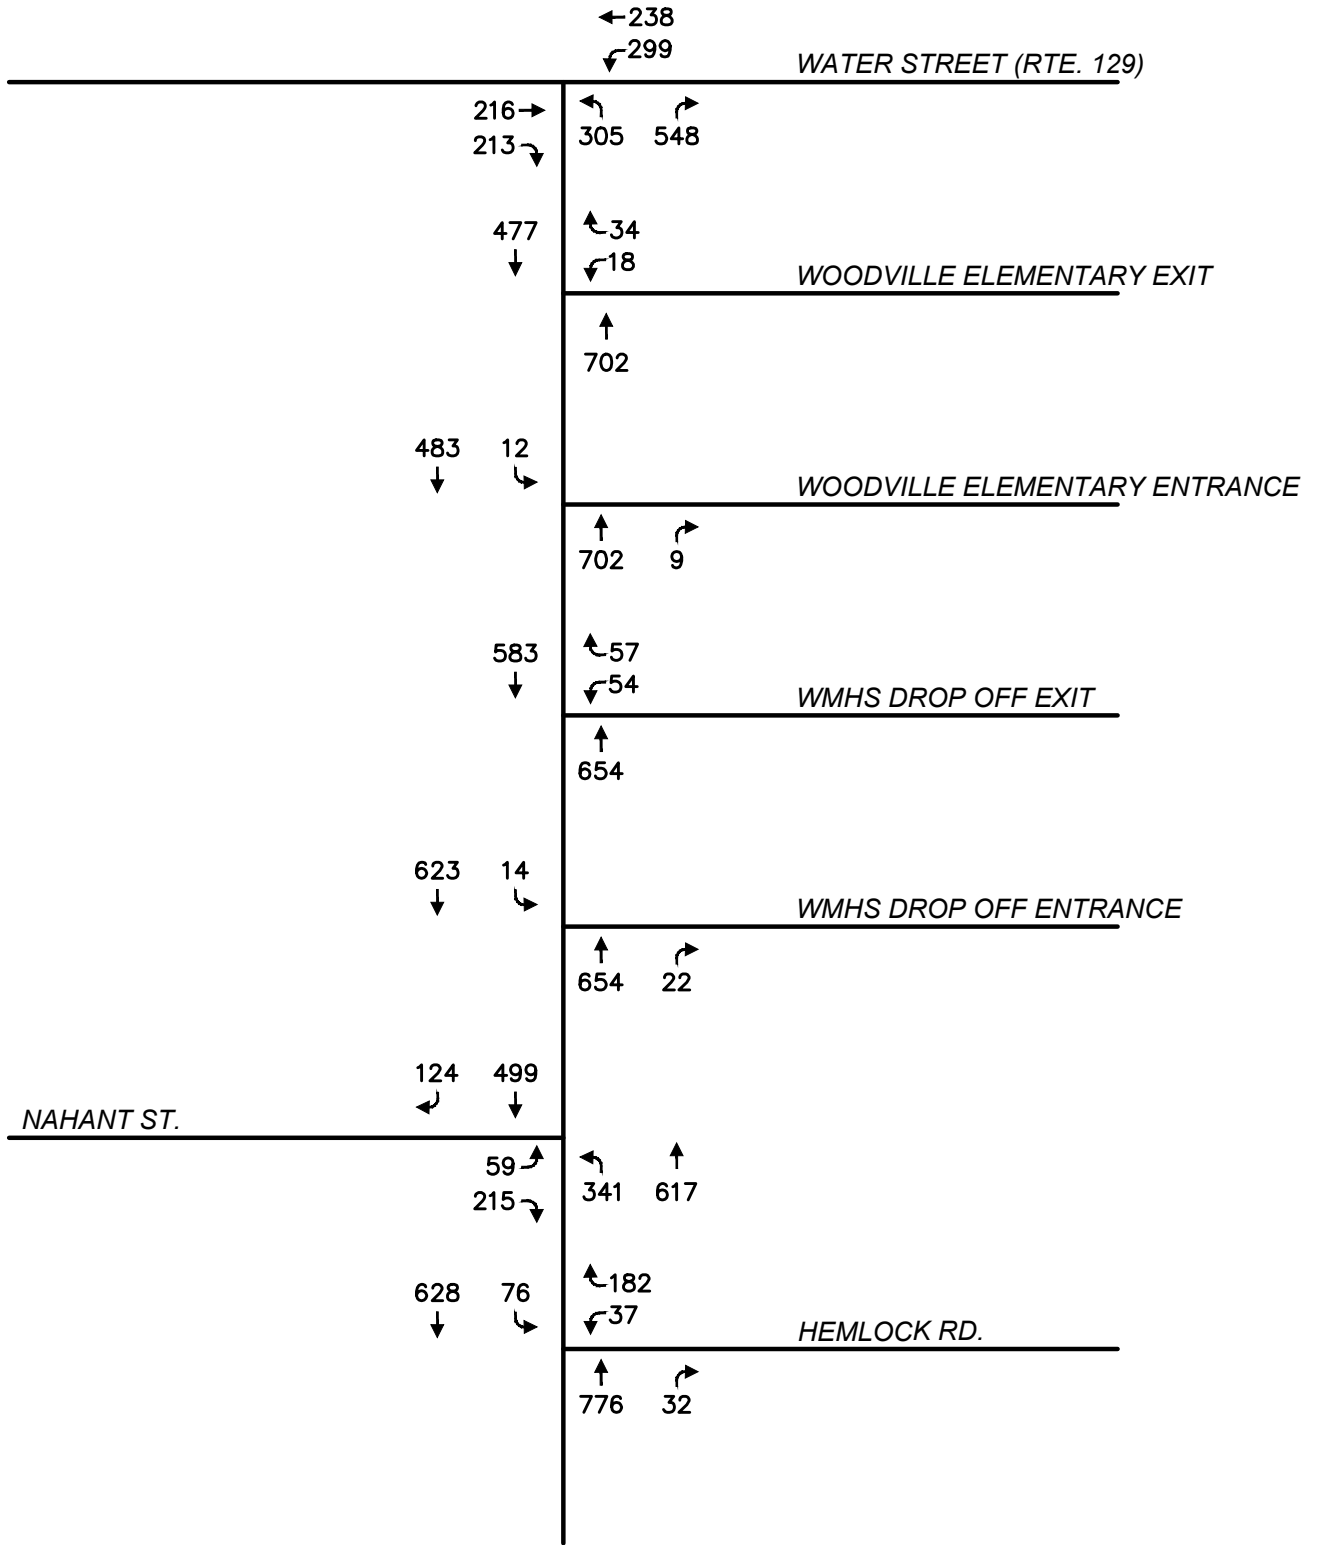 238
299
WATER STREET (RTE. 129)
216 305 548
213
477 34
18
WOODVILLE ELEMENTARY EXIT
702
483 12
WOODVILLE ELEMENTARY ENTRANCE
702 9
583 57
54
WMHS DROP OFF EXIT
654
623 14
WMHS DROP OFF ENTRANCE
654 22
124 499
NAHANT ST.
59
341 617
215
628 76 182
37
HEMLOCK RD.
776 32